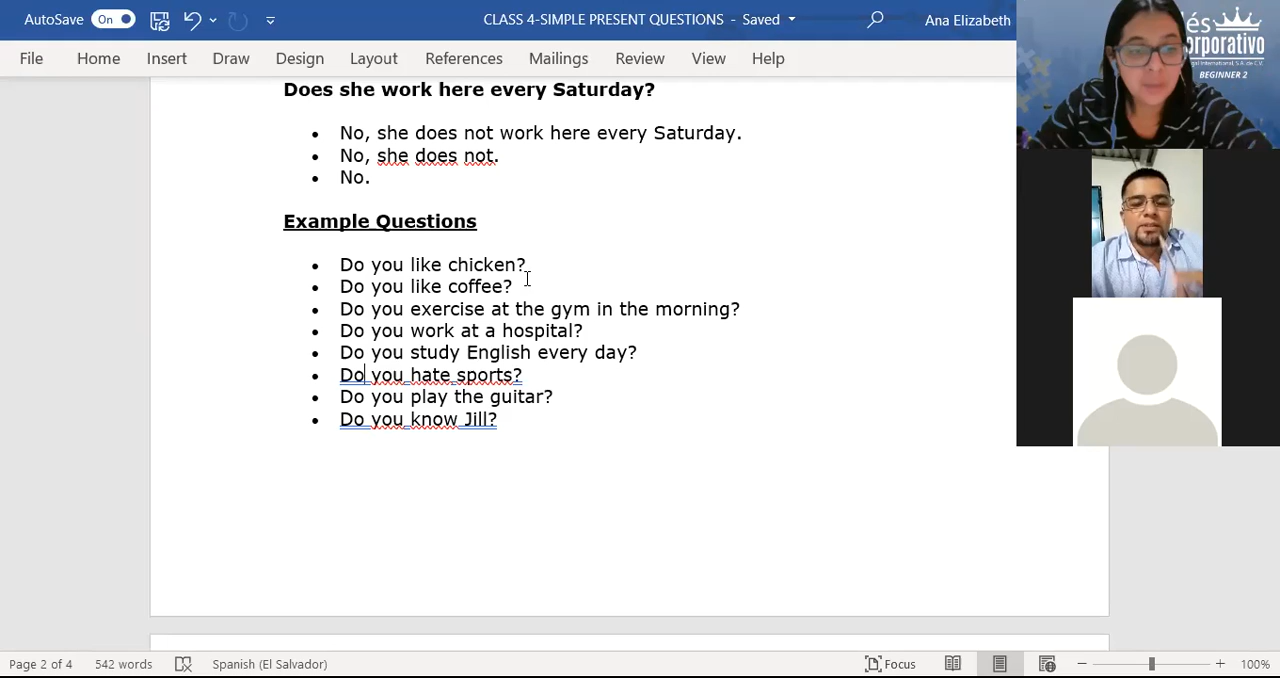 AutoSave On CLASS 4-SIMPLE PRESENT QUESTIONS - Saved Ana Elizabeth
File Home Insert Draw Design Layout References Mailings Review View Help
és
rporativo
BEGINNER 2
Does she work here every Saturday?
• No, she does not work here every Saturday.
• No, she does not.
• No.
Example Questions
• Do you like chicken?
• Do you like coffee?
• Do you exercise at the gym in the morning?
• Do you work at a hospital?
• Do you study English every day?
• Do you hate sports?
• Do you play the guitar?
• Do you know Jill?
Page 2 of 4 542 words Spanish (El Salvador) Focus 100%